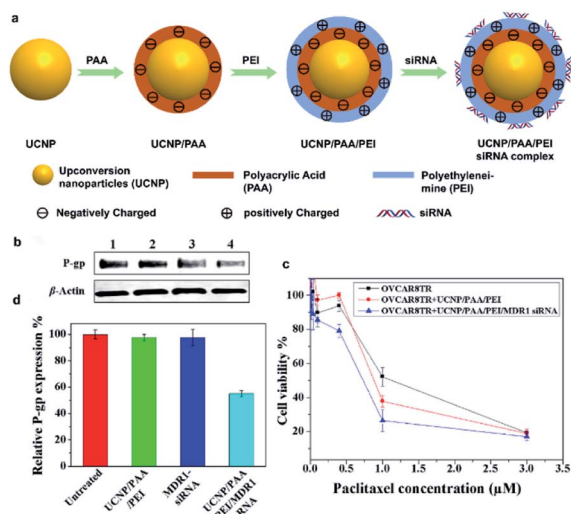 a
PAA
PEI
siRNA
UCNP
UCNP/PAA
UCNP/PAA/PEI
UCNP/PAA/PEI
siRNA complex
Upconversion
nanoparticles (UCNP)
Polyacrylic Acid
(PAA)
Polyethylenei-
mine (PEI)
Negatively Charged
positively Charged
siRNA
b
1 2 3 4
P-gp
β-Actin
c
OVCAR8TR
OVCAR8TR+UCNP/PAA/PEI
OVCAR8TR+UCNP/PAA/PEI/MDR1 siRNA
Cell viability %
100
80
60
40
20
0
0.0 0.5 1.0 1.5 2.0 2.5 3.0 3.5
Paclitaxel concentration (μM)
d
Relative P-gp expression %
100
80
60
40
20
0
Untreated
UCNP/PAA
/PEI
MDR1-
siRNA
UCNP/PAA
PEI/MDR1
RNA